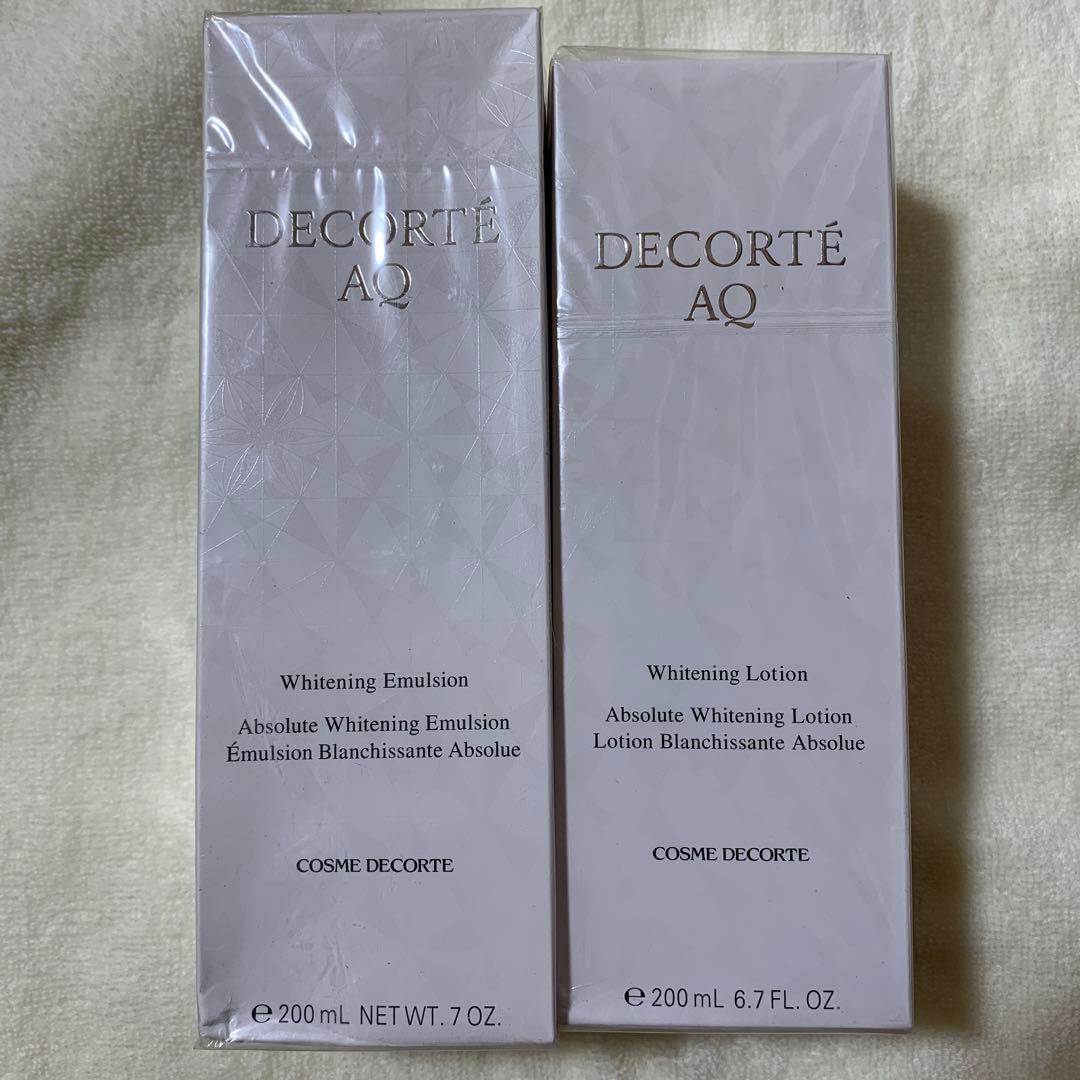 DECORTÉ
AQ
Whitening Emulsion
Absolute Whitening Emulsion
Émulsion Blanchissante Absolue
COSME DECORTE
℮ 200 mL NET WT. 7 OZ.
DECORTÉ
AQ
Whitening Lotion
Absolute Whitening Lotion
Lotion Blanchissante Absolue
COSME DECORTE
℮ 200 mL 6.7 FL. OZ.